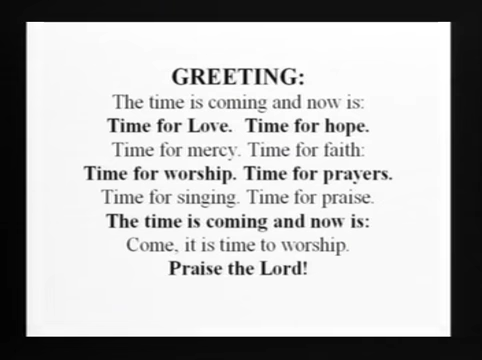 GREETING:
The time is coming and now is:
Time for Love. Time for hope.
Time for mercy. Time for faith:
Time for worship. Time for prayers.
Time for singing. Time for praise.
The time is coming and now is:
Come, it is time to worship.
Praise the Lord!